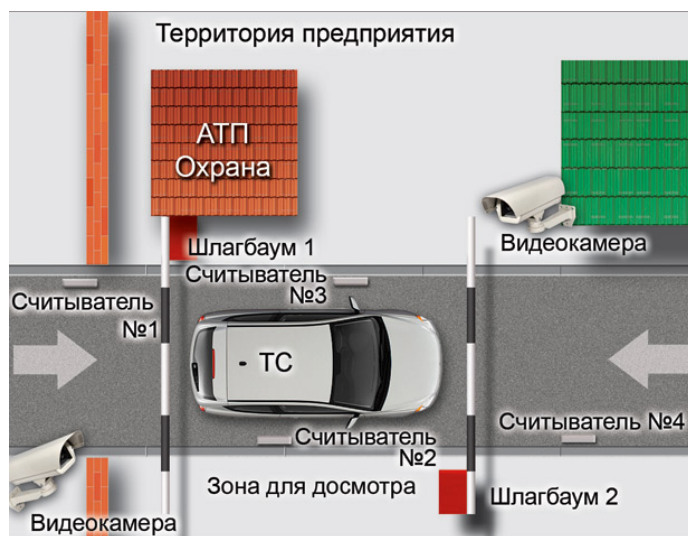 Территория предприятия
АТП
Охрана
Видеокамера
Шлагбаум 1
Считыватель
№3
Считыватель
№1
ТС
Считыватель №4
Считыватель
№2
Зона для досмотра
Шлагбаум 2
Видеокамера